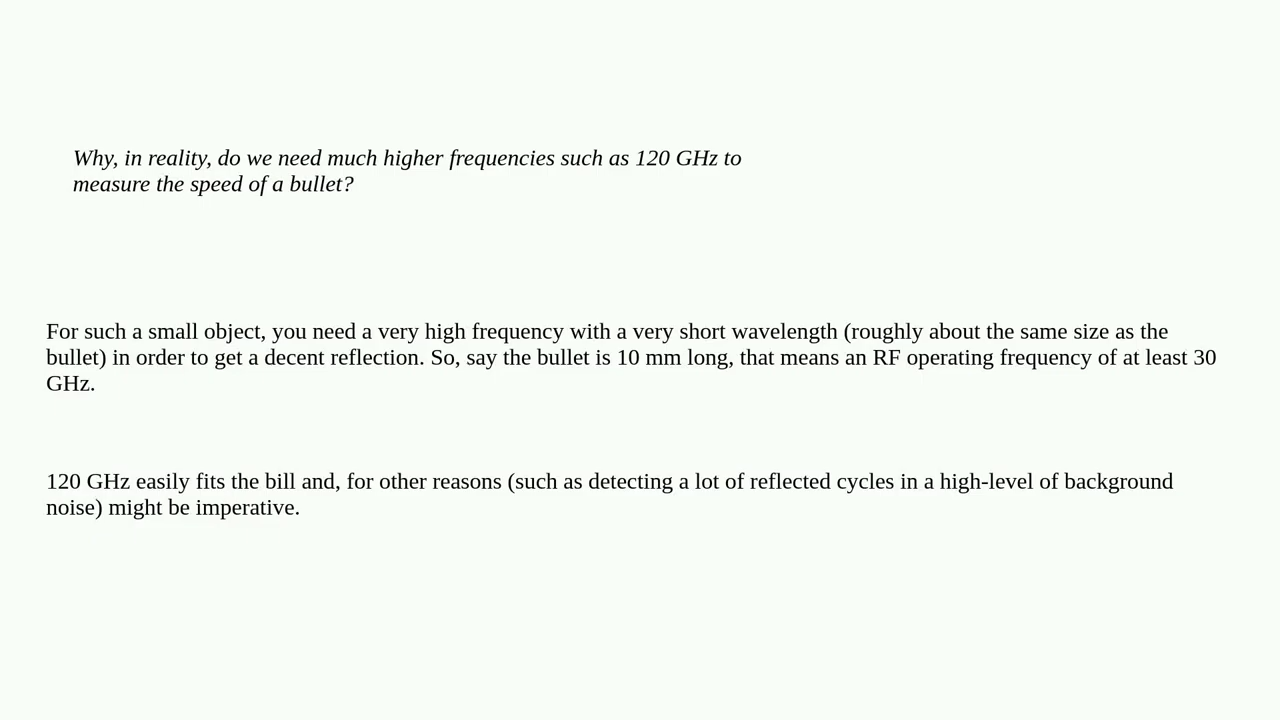 Why, in reality, do we need much higher frequencies such as 120 GHz to
measure the speed of a bullet?
For such a small object, you need a very high frequency with a very short wavelength (roughly about the same size as the
bullet) in order to get a decent reflection. So, say the bullet is 10 mm long, that means an RF operating frequency of at least 30
GHz.
120 GHz easily fits the bill and, for other reasons (such as detecting a lot of reflected cycles in a high-level of background
noise) might be imperative.